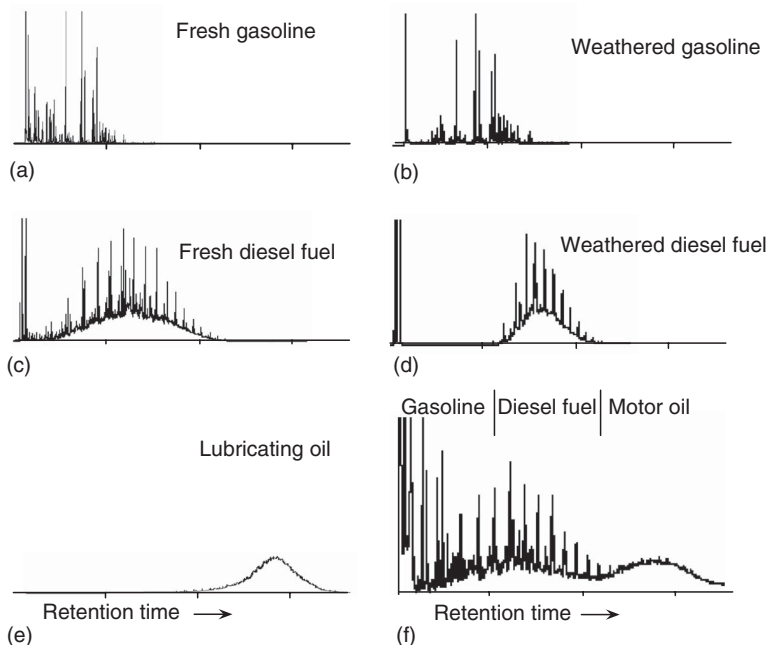 Fresh gasoline
(a)
Weathered gasoline
(b)
Fresh diesel fuel
(c)
Weathered diesel fuel
(d)
Lubricating oil
Retention time →
(e)
Gasoline Diesel fuel Motor oil
Retention time →
(f)